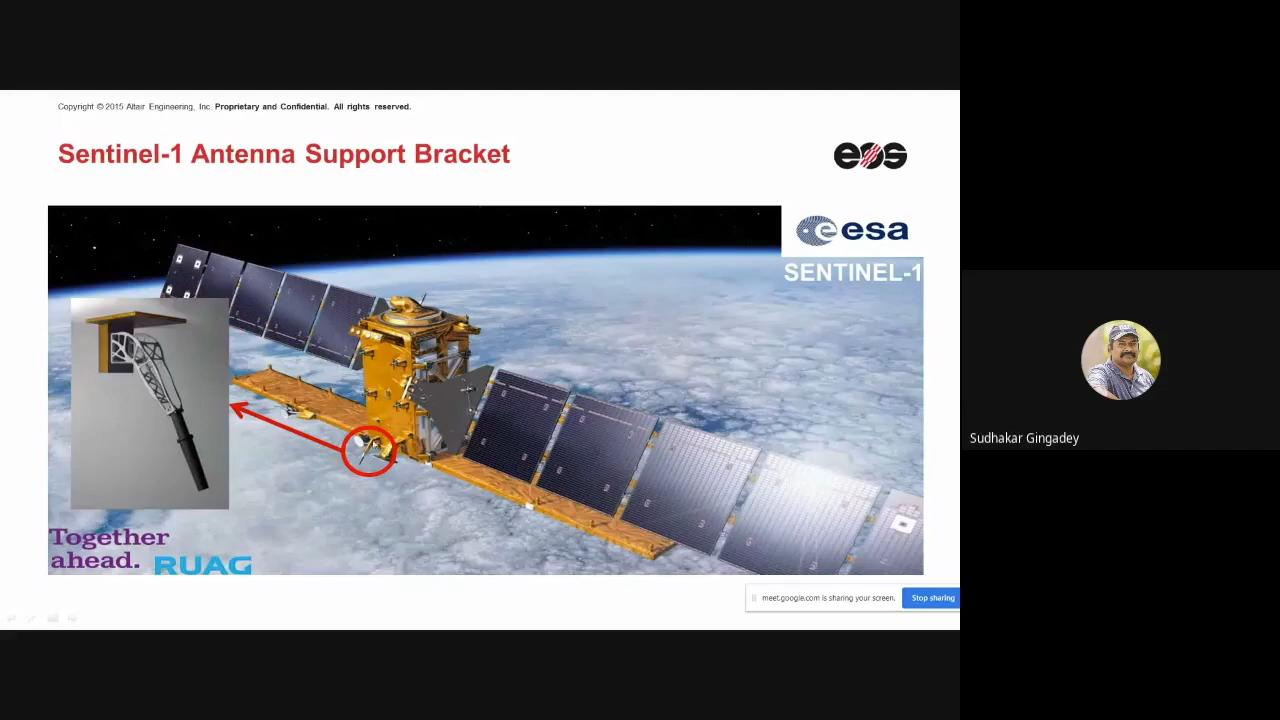 Copyright © 2015 Altair Engineering, Inc. Proprietary and Confidential. All rights reserved.
Sentinel-1 Antenna Support Bracket
eos
esa
SENTINEL-1
Sudhakar Gingadey
Together
ahead. RUAG
meet.google.com is sharing your screen. Stop sharing